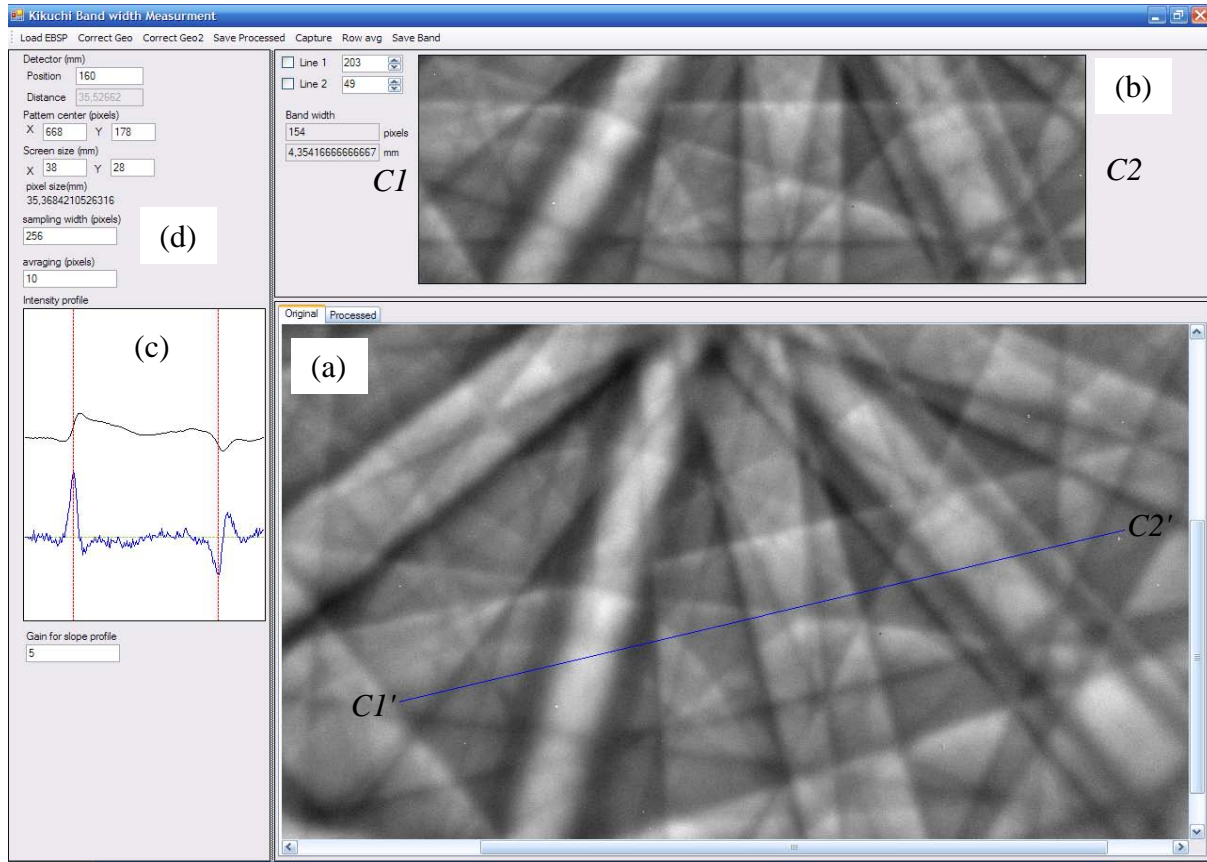 Kikuchi Band width Measurment
Load EBSP Correct Geo Correct Geo2 Save Processed Capture Row avg Save Band
Detector (mm)
Position 160
Distance 35,52662
Pattern center (pixels)
X 668 Y 178
Screen size (mm)
X 38 Y 28
pixel size(mm)
35,3684210526316
sampling width (pixels)
256
(d)
avraging (pixels)
10
Intensity profile
(c)
Gain for slope profile
5
Line 1 203
Line 2 49
Band width
154 pixels
4,35416666666667 mm
C1
(b)
C2
Original Processed
(a)
C2'
C1'